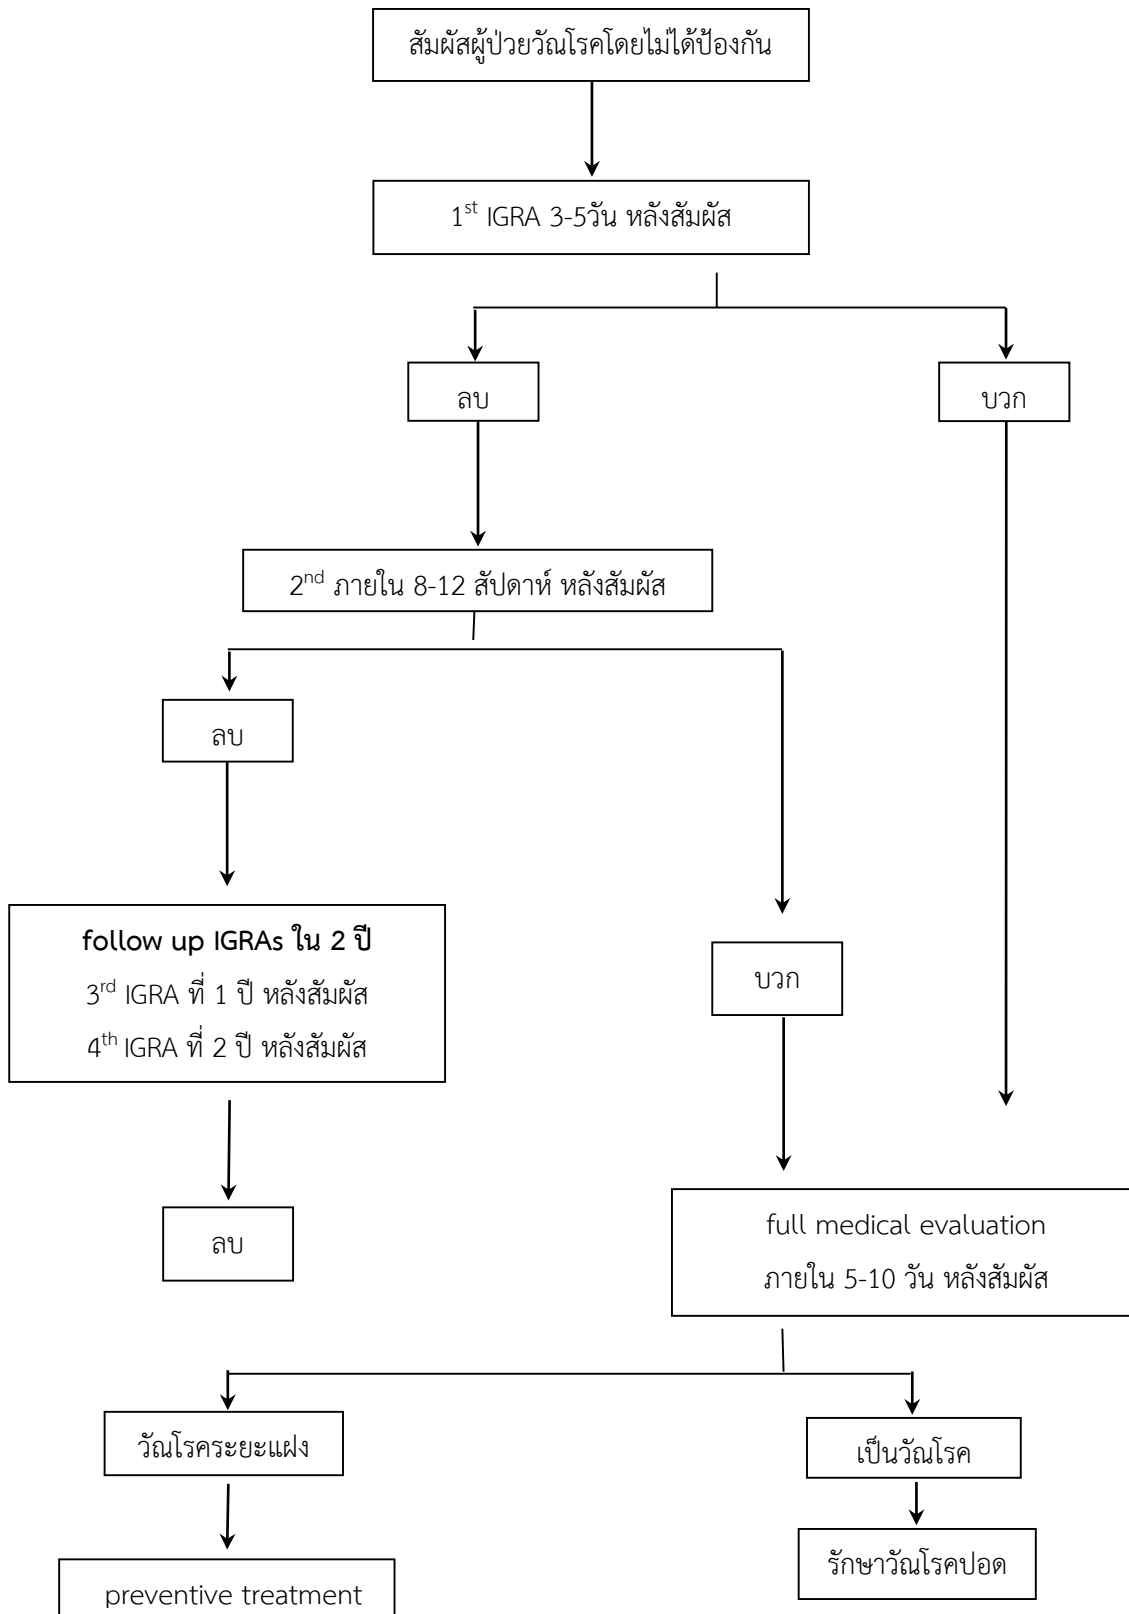 สัมผัสผู้ป่วยวัณโรคโดยไม่ได้ป้องกัน
1st IGRA 3-5วัน หลังสัมผัส
ลบ
บวก
2nd ภายใน 8-12 สัปดาห์ หลังสัมผัส
ลบ
follow up IGRAs ใน 2 ปี
3rd IGRA ที่ 1 ปี หลังสัมผัส
4th IGRA ที่ 2 ปี หลังสัมผัส
บวก
ลบ
full medical evaluation
ภายใน 5-10 วัน หลังสัมผัส
วัณโรคระยะแฝง
เป็นวัณโรค
รักษาวัณโรคปอด
preventive treatment